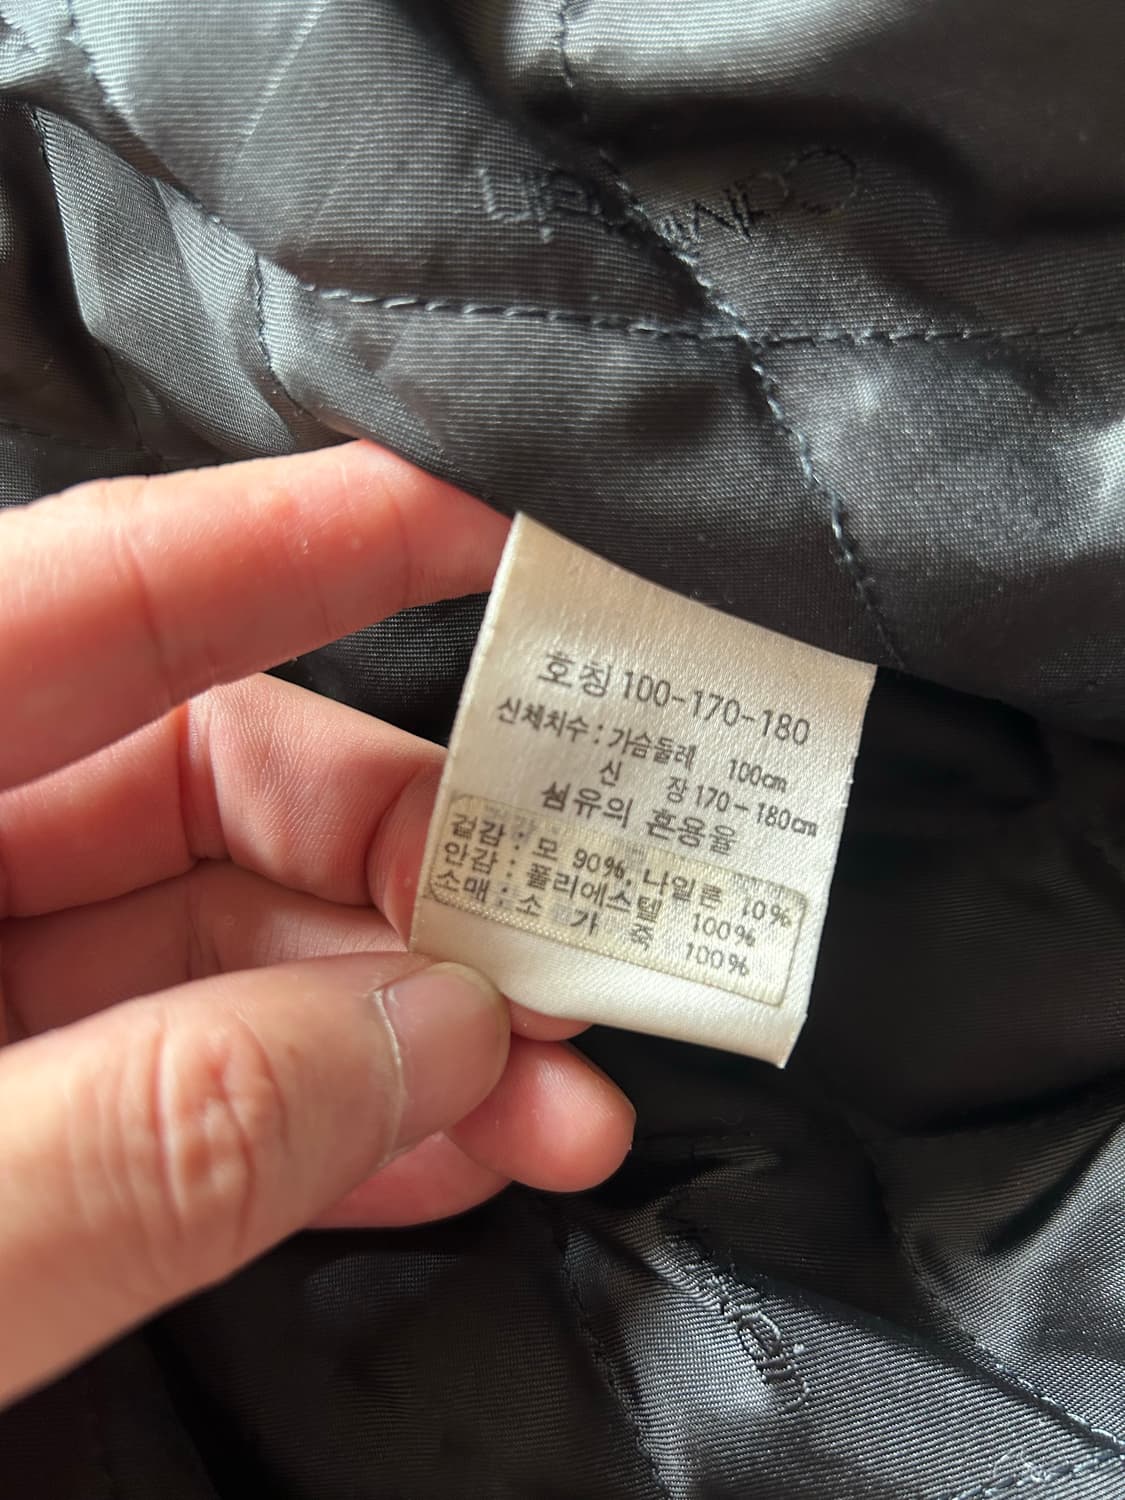 호칭 100-170-180
신체치수 : 가슴둘레 100cm
신 장 170-180cm
섬유의 혼용율
겉감 : 모 90%, 나일론 10%
안감 : 폴리에스텔 100%
소매 : 소 가 죽 100%